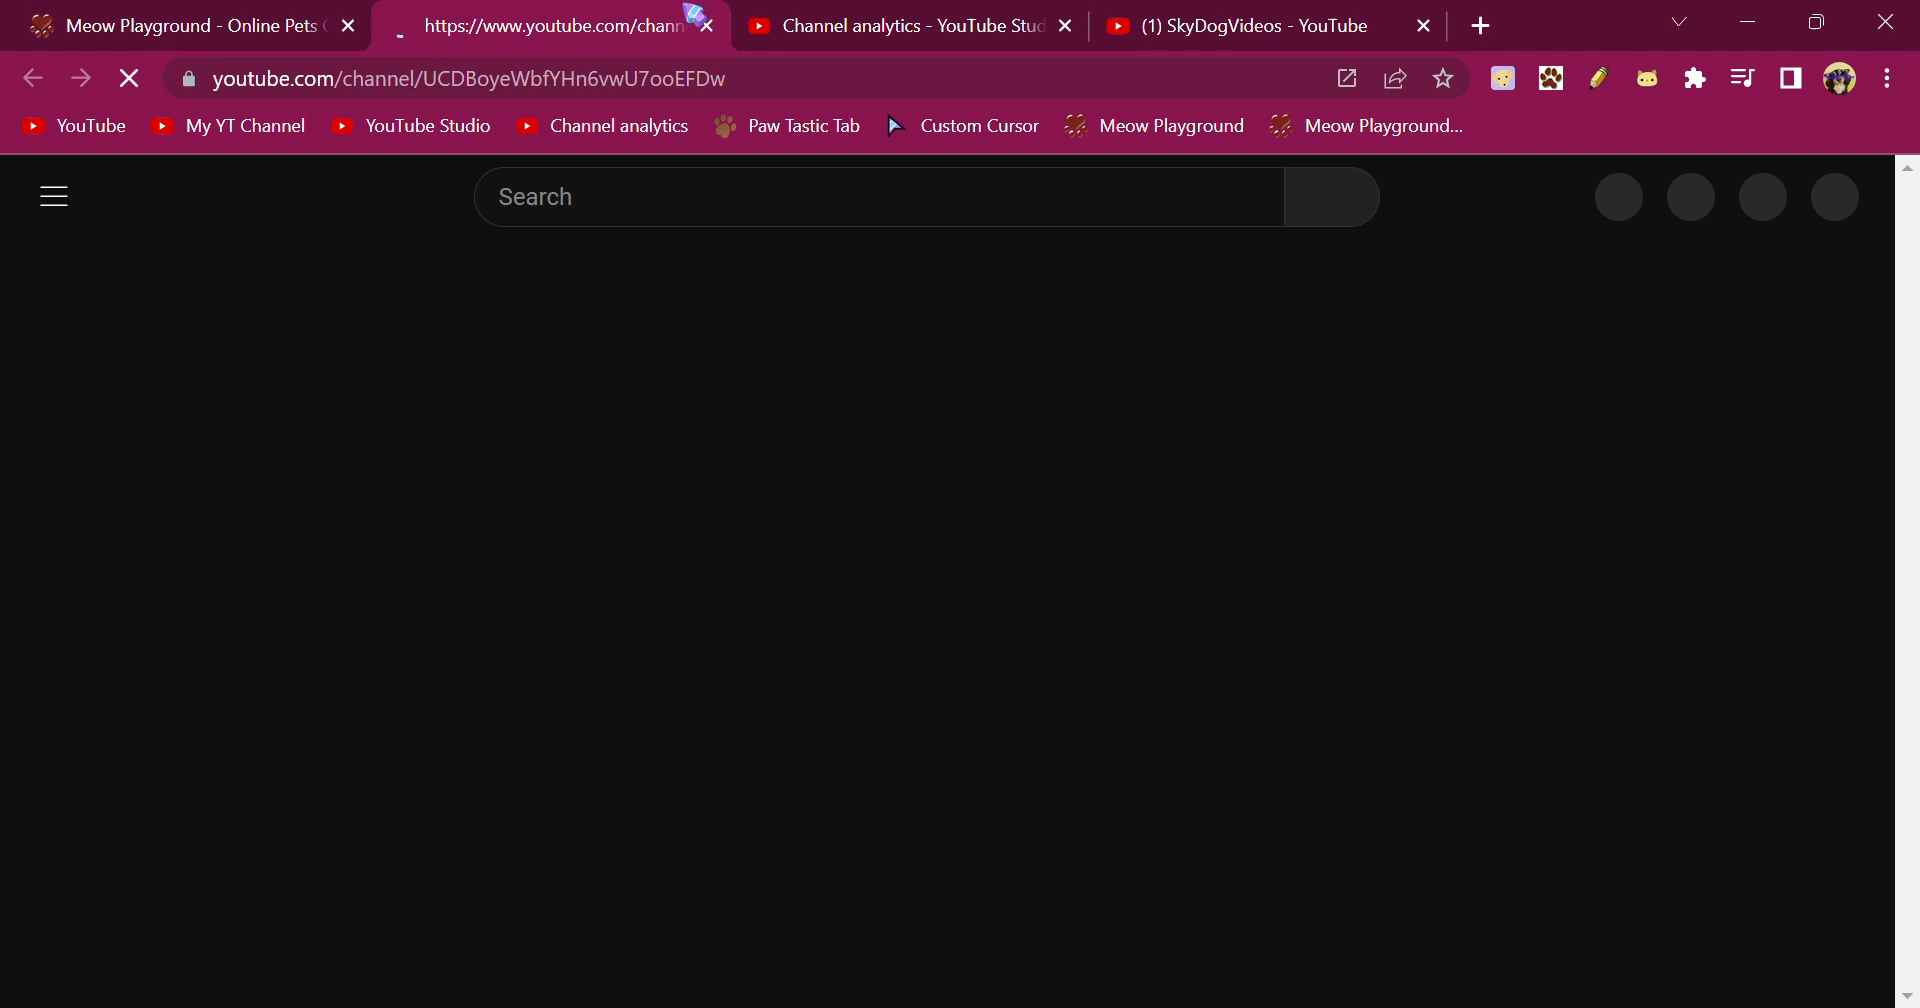 Meow Playground - Online Pets
https://www.youtube.com/chann
Channel analytics - YouTube Stud
(1) SkyDogVideos - YouTube
youtube.com/channel/UCDBoyeWbfYHn6vwU7ooEFDw
YouTube
My YT Channel
YouTube Studio
Channel analytics
Paw Tastic Tab
Custom Cursor
Meow Playground
Meow Playground...
Search